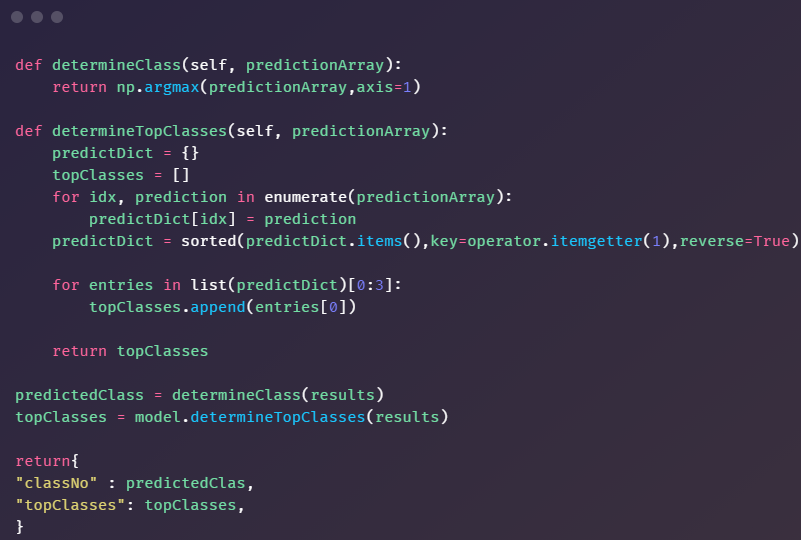 def determineClass(self, predictionArray):
    return np.argmax(predictionArray,axis=1)

def determineTopClasses(self, predictionArray):
    predictDict = {}
    topClasses = []
    for idx, prediction in enumerate(predictionArray):
        predictDict[idx] = prediction
    predictDict = sorted(predictDict.items(),key=operator.itemgetter(1),reverse=True)

    for entries in list(predictDict)[0:3]:
        topClasses.append(entries[0])

    return topClasses

predictedClass = determineClass(results)
topClasses = model.determineTopClasses(results)

return{
"classNo" : predictedClas,
"topClasses": topClasses,
}